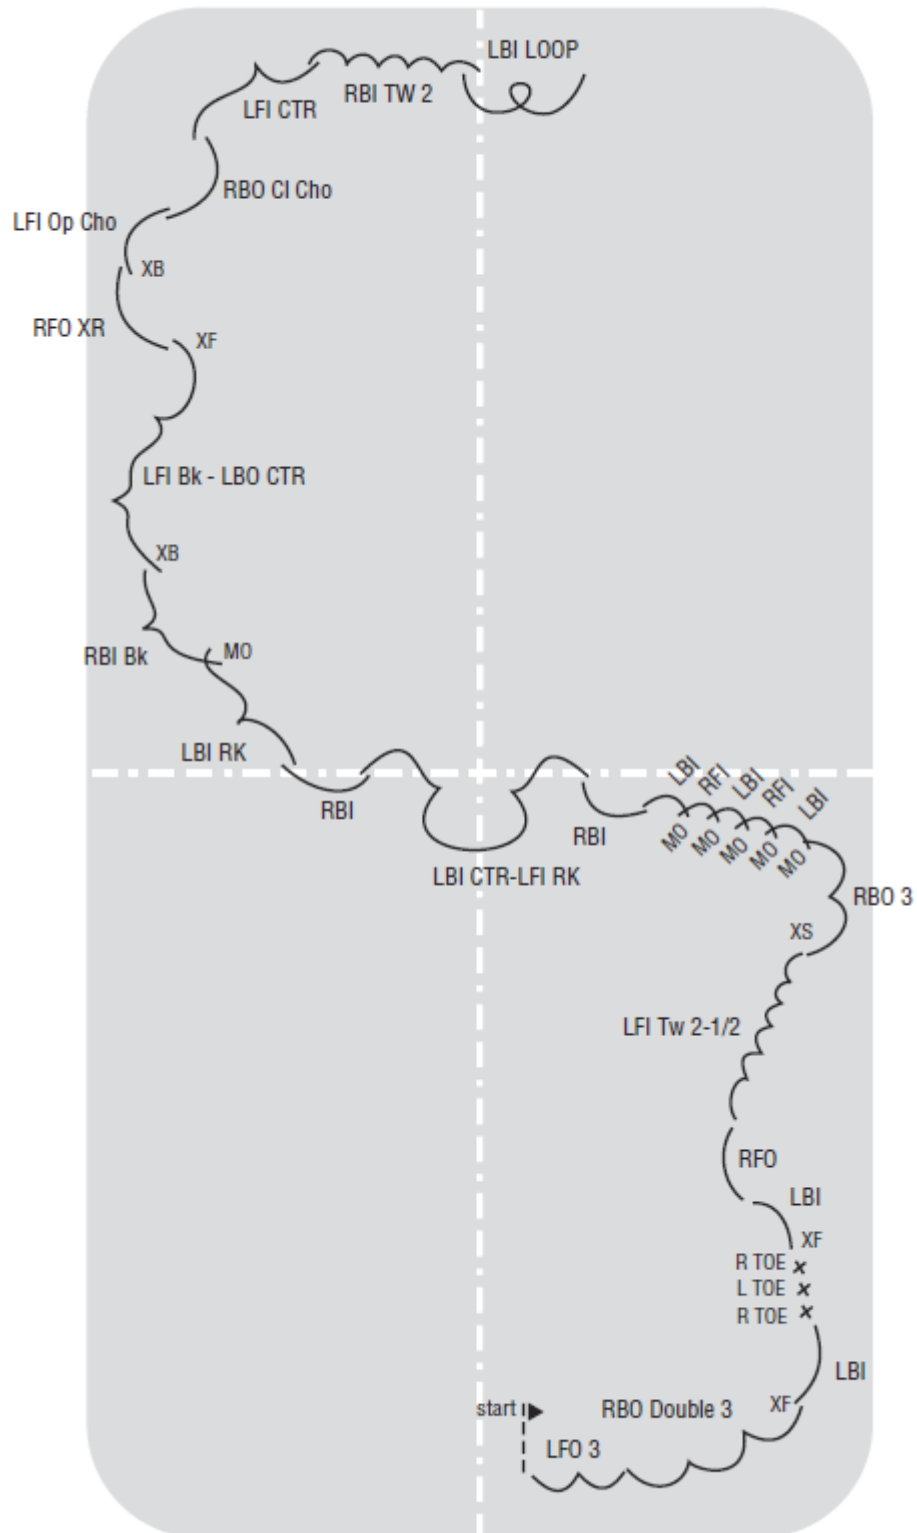 LBI LOOP
RBI TW 2
LFI CTR
RBO Cl Cho
LFI Op Cho
XB
RFO XR
XF
LFI Bk - LBO CTR
XB
RBI Bk
MO
LBI RK
RBI
LBI CTR-LFI RK
RBI
LBI
RFI
LBI
RFI
LBI
MO
MO
MO
MO
MO
RBO 3
XS
LFI Tw 2-1/2
RFO
LBI
XF
R TOE
L TOE
R TOE
LBI
XF
start
RBO Double 3
LFO 3